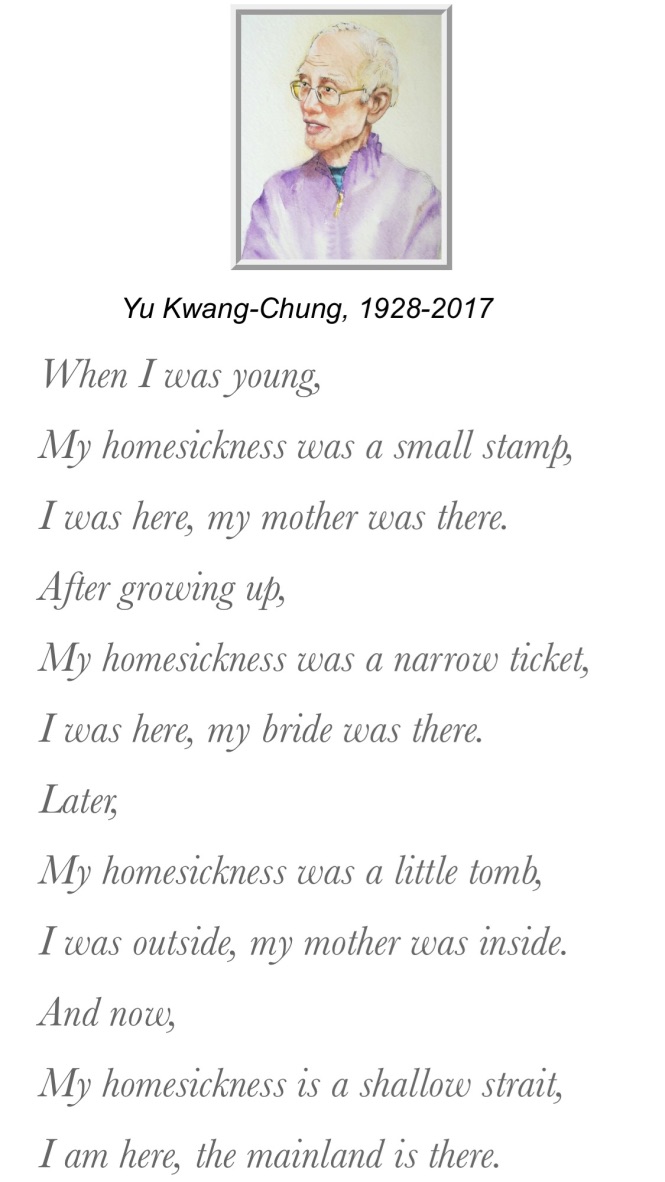 Yu Kwang-Chung, 1928-2017
When I was young,
My homesickness was a small stamp,
I was here, my mother was there.
After growing up,
My homesickness was a narrow ticket,
I was here, my bride was there.
Later,
My homesickness was a little tomb,
I was outside, my mother was inside.
And now,
My homesickness is a shallow strait,
I am here, the mainland is there.